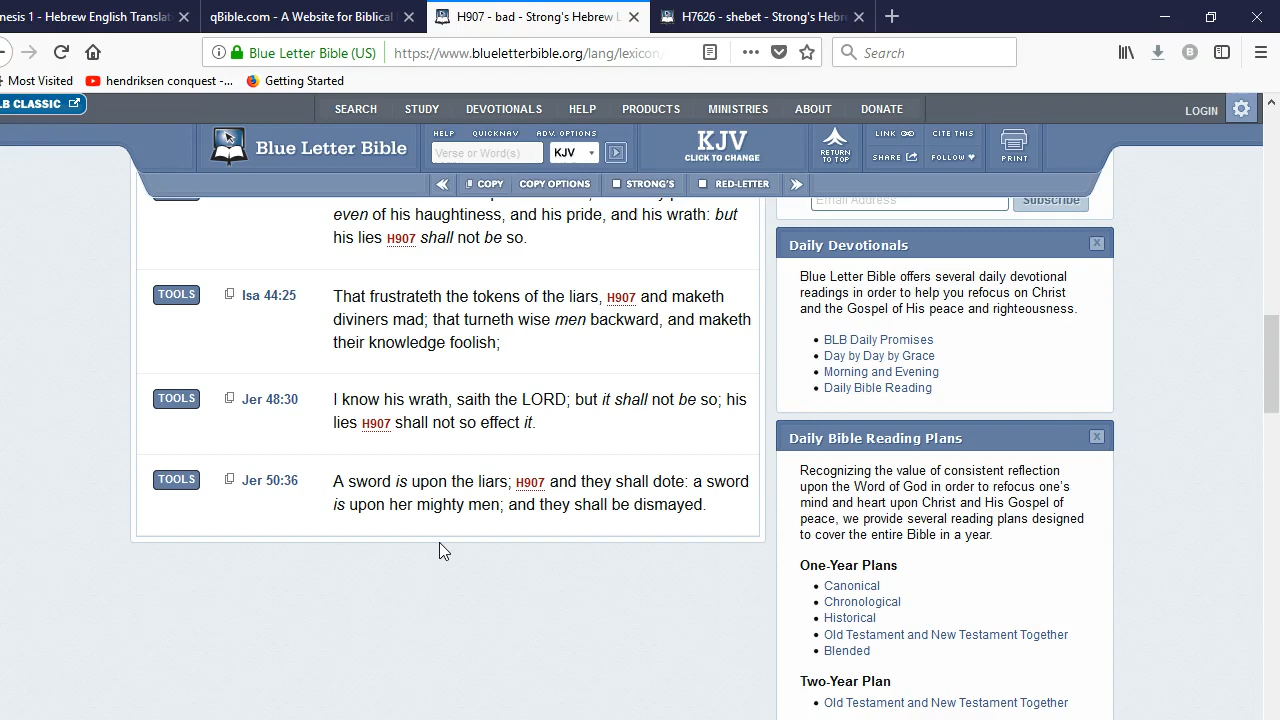 nesis 1 - Hebrew English Translat
qBible.com - A Website for Biblical
H907 - bad - Strong's Hebrew L
H7626 - shebet - Strong's Hebr
Blue Letter Bible (US)
https://www.blueletterbible.org/lang/lexicon
Search
Most Visited
hendriksen conquest -...
Getting Started
LB CLASSIC
SEARCH STUDY DEVOTIONALS HELP PRODUCTS MINISTRIES ABOUT DONATE
LOGIN
Blue Letter Bible
HELP QUICKNAV ADV. OPTIONS
Verse or Word(s)
KJV
KJV
CLICK TO CHANGE
RETURN
TO TOP
LINK
CITE THIS
SHARE
FOLLOW
PRINT
COPY COPY OPTIONS STRONG'S RED-LETTER
even of his haughtiness, and his pride, and his wrath: but
his lies H907 shall not be so.
TOOLS Isa 44:25 That frustrateth the tokens of the liars, H907 and maketh
diviners mad; that turneth wise men backward, and maketh
their knowledge foolish;
TOOLS Jer 48:30 I know his wrath, saith the LORD; but it shall not be so; his
lies H907 shall not so effect it.
TOOLS Jer 50:36 A sword is upon the liars; H907 and they shall dote: a sword
is upon her mighty men; and they shall be dismayed.
Email Address
Subscribe
Daily Devotionals
Blue Letter Bible offers several daily devotional
readings in order to help you refocus on Christ
and the Gospel of His peace and righteousness.
BLB Daily Promises
Day by Day by Grace
Morning and Evening
Daily Bible Reading
Daily Bible Reading Plans
Recognizing the value of consistent reflection
upon the Word of God in order to refocus one's
mind and heart upon Christ and His Gospel of
peace, we provide several reading plans designed
to cover the entire Bible in a year.
One-Year Plans
Canonical
Chronological
Historical
Old Testament and New Testament Together
Blended
Two-Year Plan
Old Testament and New Testament Together